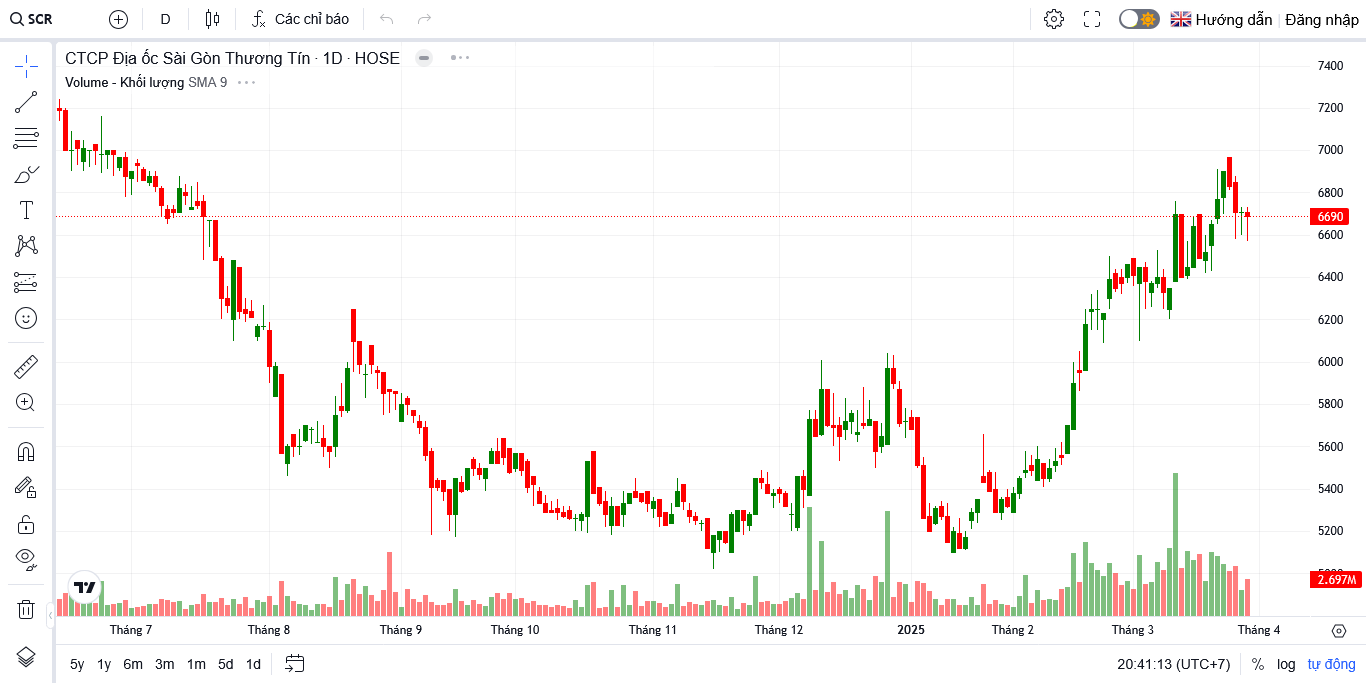 SCR D Các chỉ báo Hướng dẫn Đăng nhập
CTCP Địa ốc Sài Gòn Thương Tín · 1D · HOSE
Volume - Khối lượng SMA 9
7400
7200
7000
6800
6690
6600
6400
6200
6000
5800
5600
5400
5200
2.697M
Tháng 7 Tháng 8 Tháng 9 Tháng 10 Tháng 11 Tháng 12 2025 Tháng 2 Tháng 3 Tháng 4
5y 1y 6m 3m 1m 5d 1d 20:41:13 (UTC+7) % log tự động